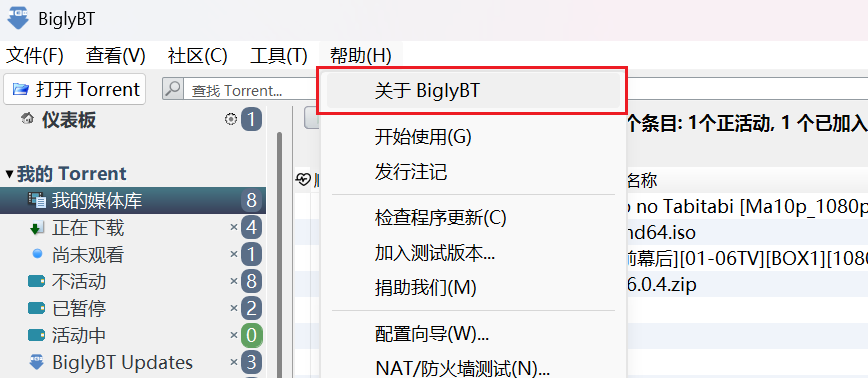 BiglyBT
文件(F) 查看(V) 社区(C) 工具(T) 帮助(H)
打开 Torrent 查找 Torrent...
关于 BiglyBT
仪表板 1
个条目: 1个正活动, 1 个已加入
开始使用(G)
我的 Torrent
发行注记
名称
我的媒体库 8
no Tabitabi [Ma10p_1080p
正在下载 × 4
检查程序更新(C)
nd64.iso
尚未观看 × 1
加入测试版本...
前幕后][01-06TV][BOX1][1080
不活动 × 8
捐助我们(M)
6.0.4.zip
已暂停 × 2
活动中 × 0
配置向导(W)...
BiglyBT Updates × 3
NAT/防火墙测试(N)...